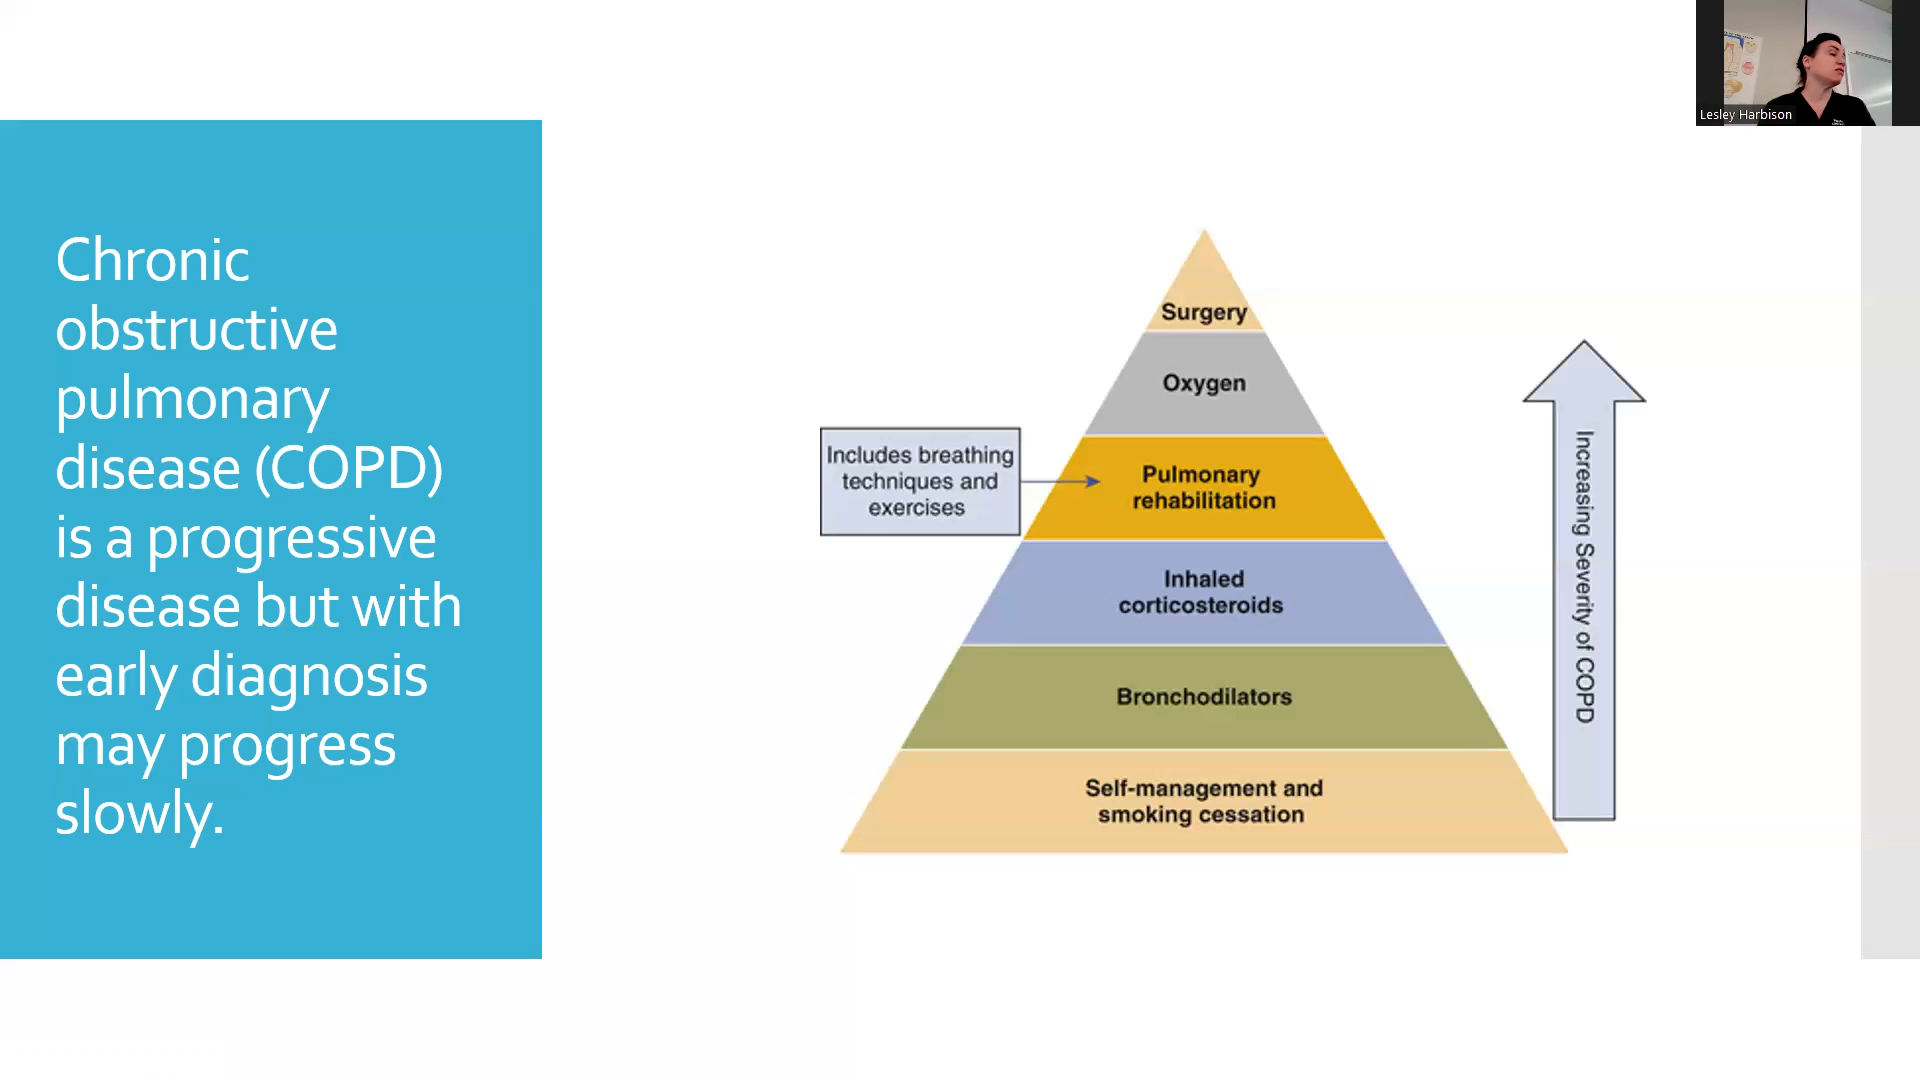 Chronic
obstructive
pulmonary
disease (COPD)
is a progressive
disease but with
early diagnosis
may progress
slowly.
Surgery
Oxygen
Includes breathing
techniques and
exercises
Pulmonary
rehabilitation
Inhaled
corticosteroids
Bronchodilators
Self-management and
smoking cessation
Increasing Severity of COPD
Lesley Harbison